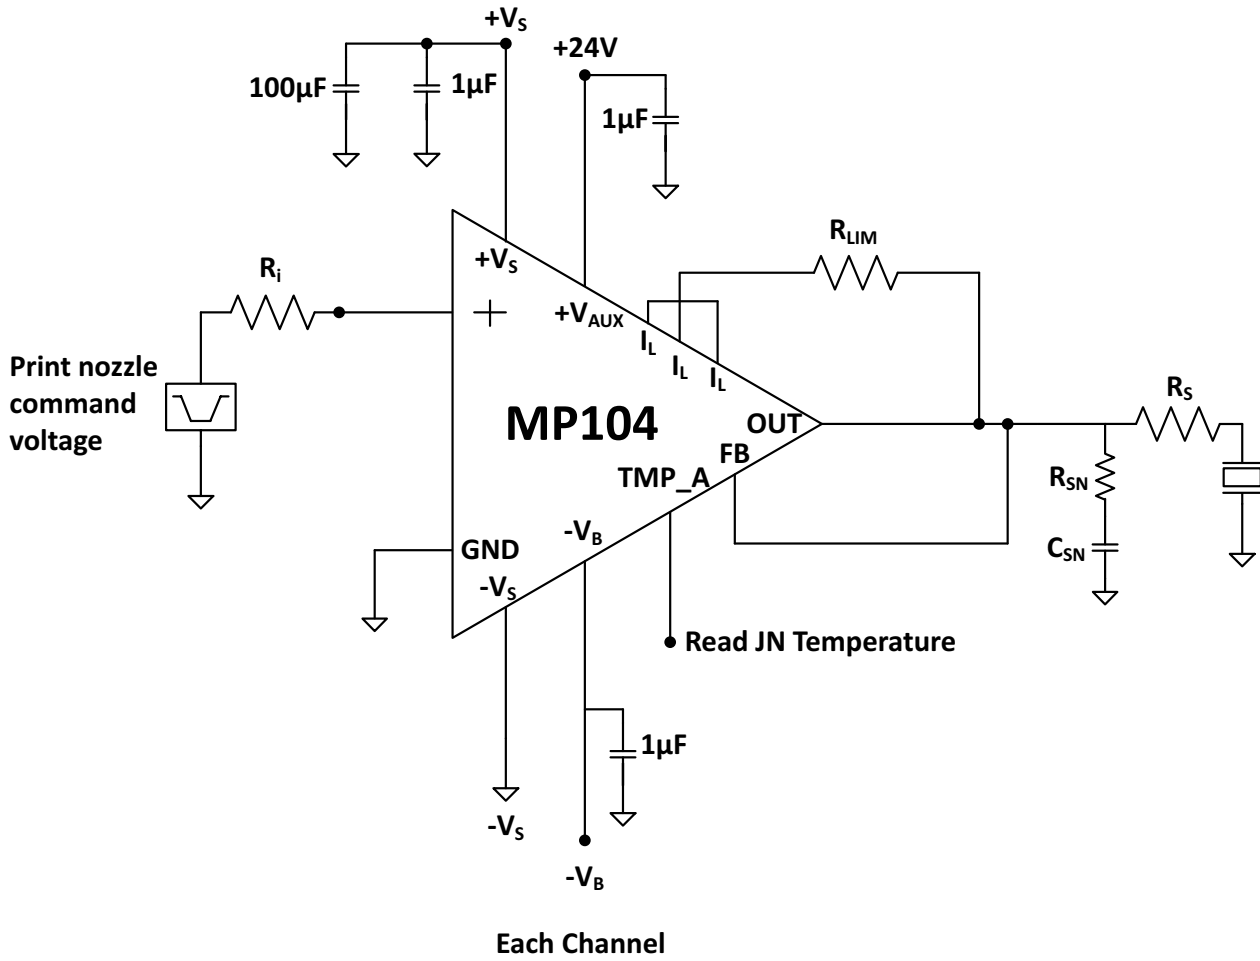 +VS
+24V
100µF
1µF
1µF
RLIM
Ri
+VS
+VAUX
IL
IL
IL
Print nozzle
command
voltage
RS
MP104
OUT
FB
TMP_A
RSN
-VB
GND
CSN
-VS
Read JN Temperature
1µF
-VS
-VB
Each Channel